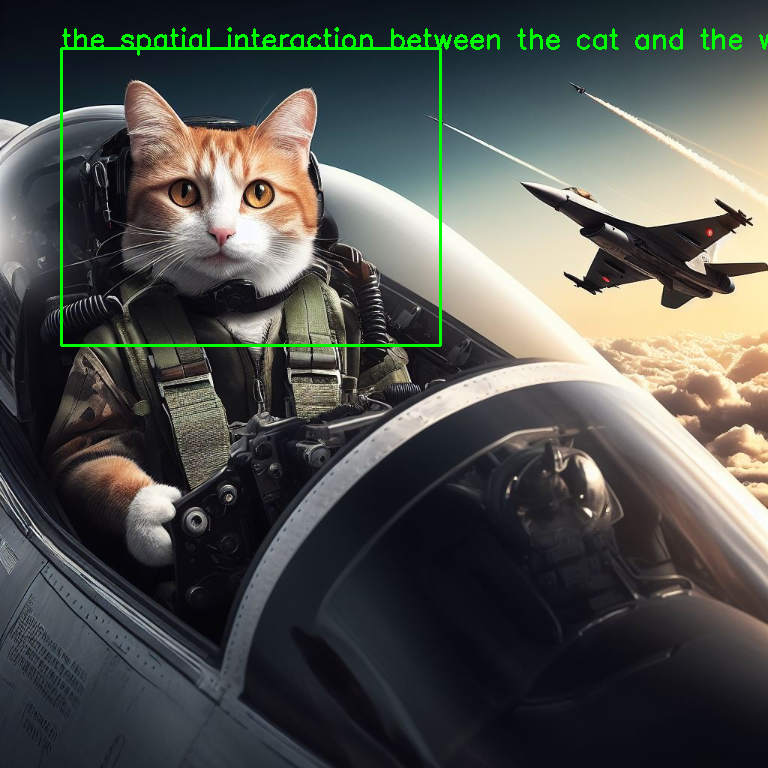 the spatial interaction between the cat and the w